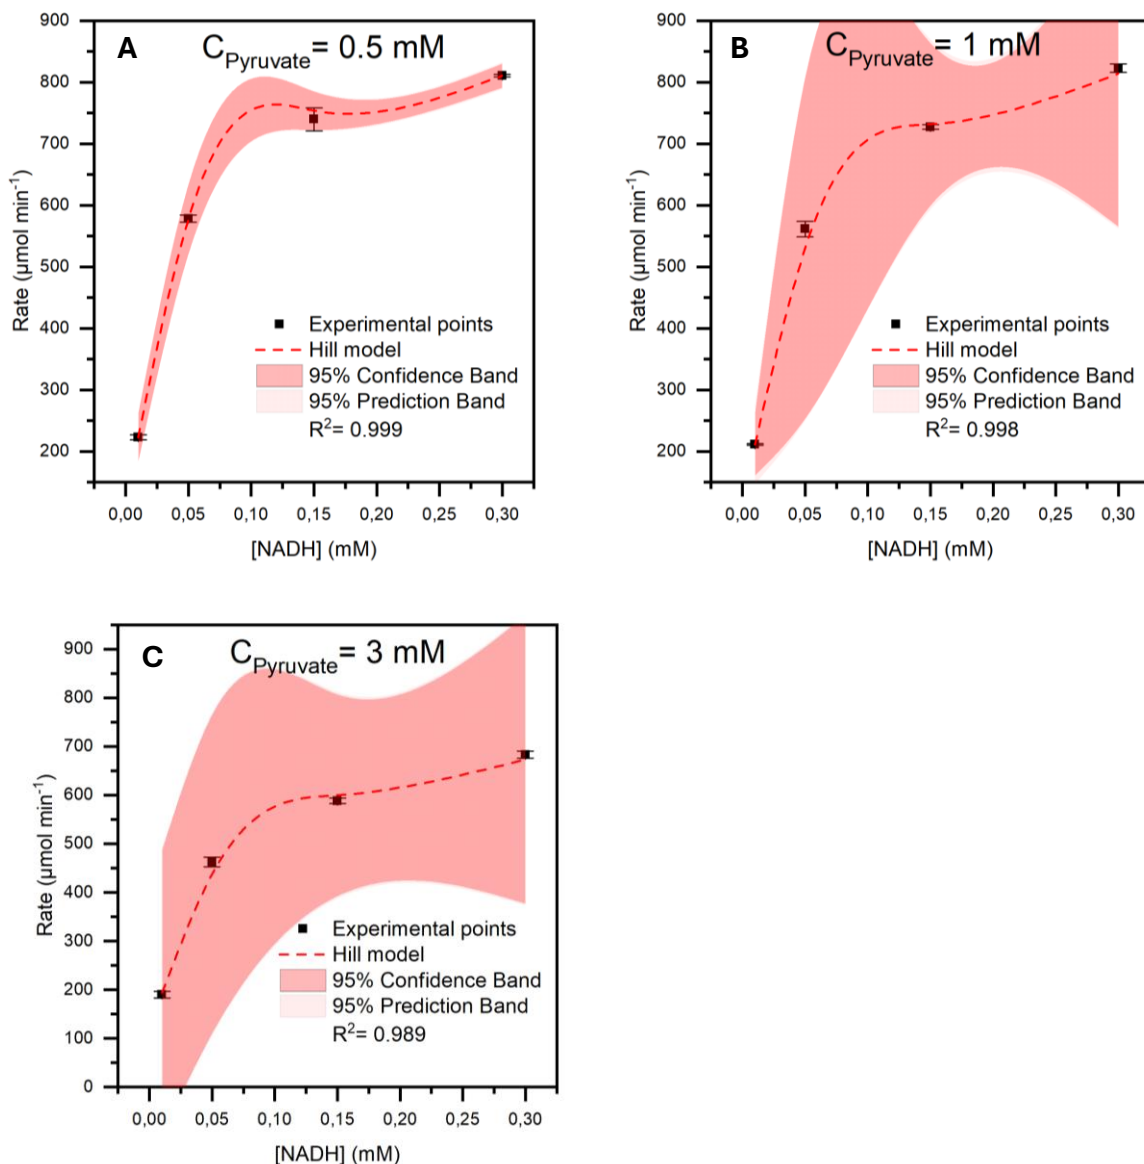 A
C_Pyruvate = 0.5 mM
900
800
700
600
500
400
300
200
Rate (µmol min⁻¹)
Experimental points
Hill model
95% Confidence Band
95% Prediction Band
R²= 0.999
0,00 0,05 0,10 0,15 0,20 0,25 0,30
[NADH] (mM)
B
C_Pyruvate = 1 mM
900
800
700
600
500
400
300
200
Rate (µmol min⁻¹)
Experimental points
Hill model
95% Confidence Band
95% Prediction Band
R²= 0.998
0,00 0,05 0,10 0,15 0,20 0,25 0,30
[NADH] (mM)
C
C_Pyruvate = 3 mM
900
800
700
600
500
400
300
200
100
0
Rate (µmol min⁻¹)
Experimental points
Hill model
95% Confidence Band
95% Prediction Band
R²= 0.989
0,00 0,05 0,10 0,15 0,20 0,25 0,30
[NADH] (mM)